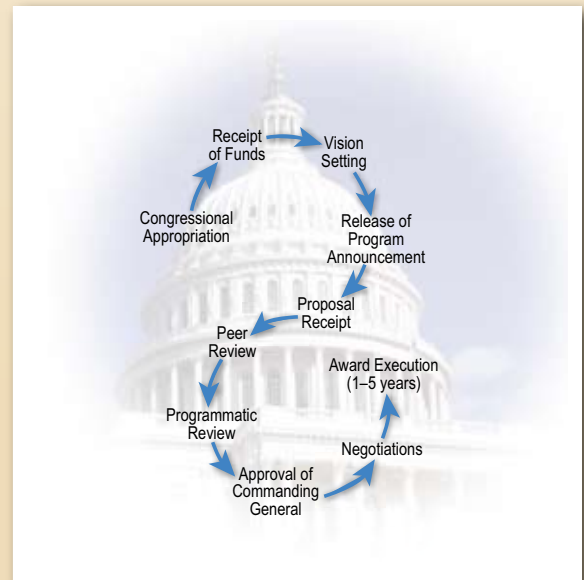 Receipt
of Funds
Vision
Setting
Congressional
Appropriation
Release of
Program
Announcement
Proposal
Receipt
Peer
Review
Award Execution
(1–5 years)
Programmatic
Review
Negotiations
Approval of
Commanding
General